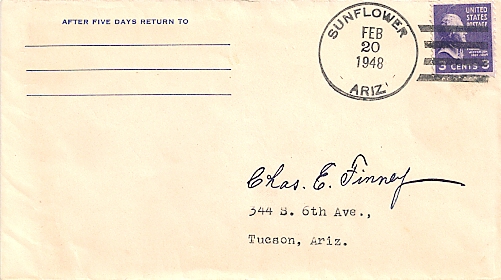 AFTER FIVE DAYS RETURN TO
SUNFLOWER
FEB
20
1948
ARIZ
UNITED
STATES
POSTAGE
3 CENTS 3
Chas. E. Finney
344 S. 6th Ave.,
Tucson, Ariz.